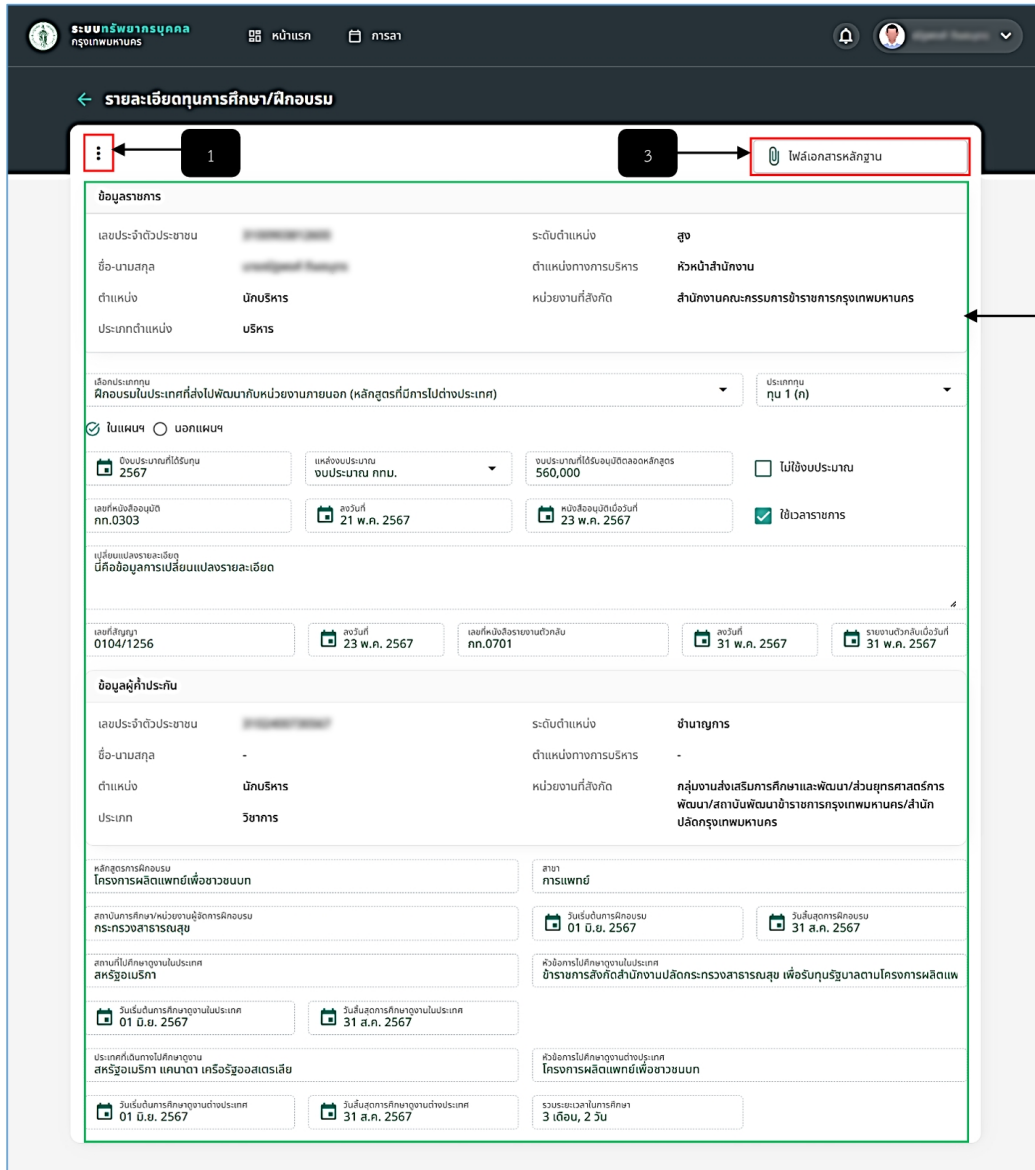 ระบบทรัพยากรบุคคล
กรุงเทพมหานคร
หน้าแรก
การลา
รายละเอียดทุนการศึกษา/ฝึกอบรม
1
3
ไฟล์เอกสารหลักฐาน
ข้อมูลราชการ
เลขประจำตัวประชาชน
ระดับตำแหน่ง สูง
ชื่อ-นามสกุล
ตำแหน่งทางการบริหาร หัวหน้าสำนักงาน
ตำแหน่ง นักบริหาร
หน่วยงานที่สังกัด สำนักงานคณะกรรมการข้าราชการกรุงเทพมหานคร
ประเภทตำแหน่ง บริหาร
เลือกประเภททุน
ฝึกอบรมในประเทศที่ส่งไปพัฒนากับหน่วยงานภายนอก (หลักสูตรที่มีการไปต่างประเทศ)
ประเภททุน
ทุน 1 (ก)
ในแผนฯ นอกแผนฯ
ปีงบประมาณที่ได้รับทุน
2567
แหล่งงบประมาณ
งบประมาณ กทม.
งบประมาณที่ได้รับอนุมัติตลอดหลักสูตร
560,000
ไม่ใช้งบประมาณ
เลขที่หนังสืออนุมัติ
กท.0303
ลงวันที่
21 พ.ค. 2567
หนังสืออนุมัติเมื่อวันที่
23 พ.ค. 2567
ใช้เวลาราชการ
เปลี่ยนแปลงรายละเอียด
นี่คือข้อมูลการเปลี่ยนแปลงรายละเอียด
เลขที่สัญญา
0104/1256
ลงวันที่
23 พ.ค. 2567
เลขที่หนังสือรายงานตัวกลับ
กท.0701
ลงวันที่
31 พ.ค. 2567
รายงานตัวกลับเมื่อวันที่
31 พ.ค. 2567
ข้อมูลผู้ค้ำประกัน
เลขประจำตัวประชาชน
ระดับตำแหน่ง ชำนาญการ
ชื่อ-นามสกุล -
ตำแหน่งทางการบริหาร -
ตำแหน่ง นักบริหาร
หน่วยงานที่สังกัด กลุ่มงานส่งเสริมการศึกษาและพัฒนา/ส่วนยุทธศาสตร์การ
พัฒนา/สถาบันพัฒนาข้าราชการกรุงเทพมหานคร/สำนัก
ปลัดกรุงเทพมหานคร
ประเภท วิชาการ
หลักสูตรการฝึกอบรม
โครงการผลิตแพทย์เพื่อชาวชนบท
สาขา
การแพทย์
สถาบันการศึกษา/หน่วยงานผู้จัดการฝึกอบรม
กระทรวงสาธารณสุข
วันเริ่มต้นการฝึกอบรม
01 มิ.ย. 2567
วันสิ้นสุดการฝึกอบรม
31 ส.ค. 2567
สถานที่ไปศึกษาดูงานในประเทศ
สหรัฐอเมริกา
หัวข้อการไปศึกษาดูงานในประเทศ
ข้าราชการสังกัดสำนักงานปลัดกระทรวงสาธารณสุข เพื่อรับทุนรัฐบาลตามโครงการผลิตแพ
วันเริ่มต้นการศึกษาดูงานในประเทศ
01 มิ.ย. 2567
วันสิ้นสุดการศึกษาดูงานในประเทศ
31 ส.ค. 2567
ประเทศที่เดินทางไปศึกษาดูงาน
สหรัฐอเมริกา แคนาดา เครือรัฐออสเตรเลีย
หัวข้อการไปศึกษาดูงานต่างประเทศ
โครงการผลิตแพทย์เพื่อชาวชนบท
วันเริ่มต้นการศึกษาดูงานต่างประเทศ
01 มิ.ย. 2567
วันสิ้นสุดการศึกษาดูงานต่างประเทศ
31 ส.ค. 2567
รวมระยะเวลาในการศึกษา
3 เดือน, 2 วัน